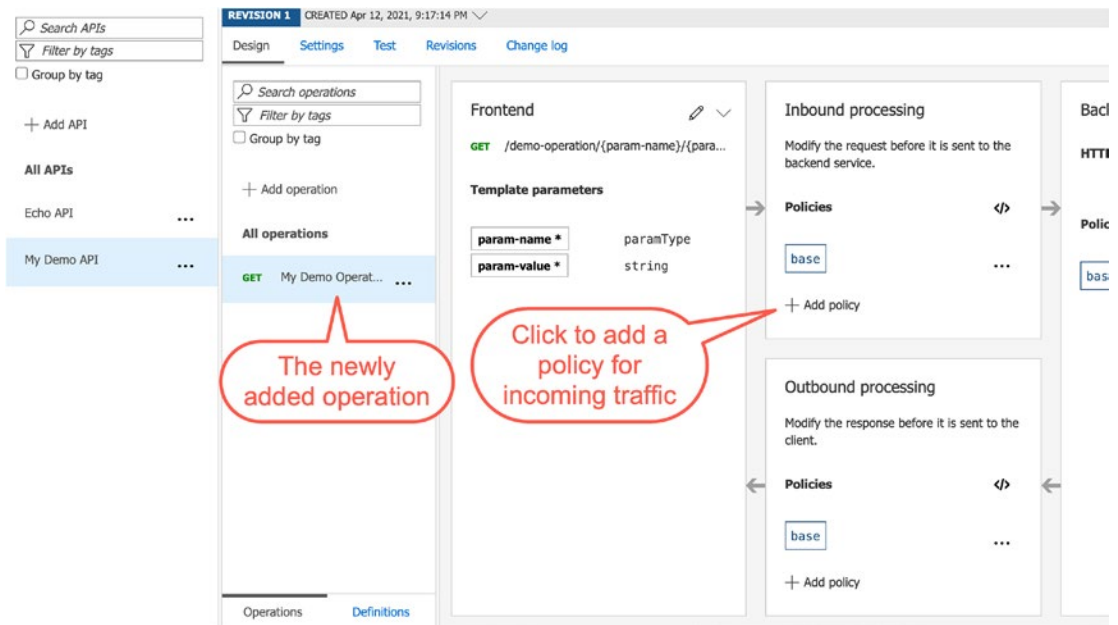 Search APIs
Filter by tags
Group by tag
+ Add API
All APIs
Echo API
...
My Demo API
...
REVISION 1 CREATED Apr 12, 2021, 9:17:14 PM
Design Settings Test Revisions Change log
Search operations
Filter by tags
Group by tag
+ Add operation
All operations
GET My Demo Operat... ...
The newly
added operation
Operations Definitions
Frontend
GET /demo-operation/{param-name}/{para...
Template parameters
param-name * paramType
param-value * string
Click to add a
policy for
incoming traffic
Inbound processing
Modify the request before it is sent to the
backend service.
Policies </>
base ...
+ Add policy
Outbound processing
Modify the response before it is sent to the
client.
Policies </>
base ...
+ Add policy